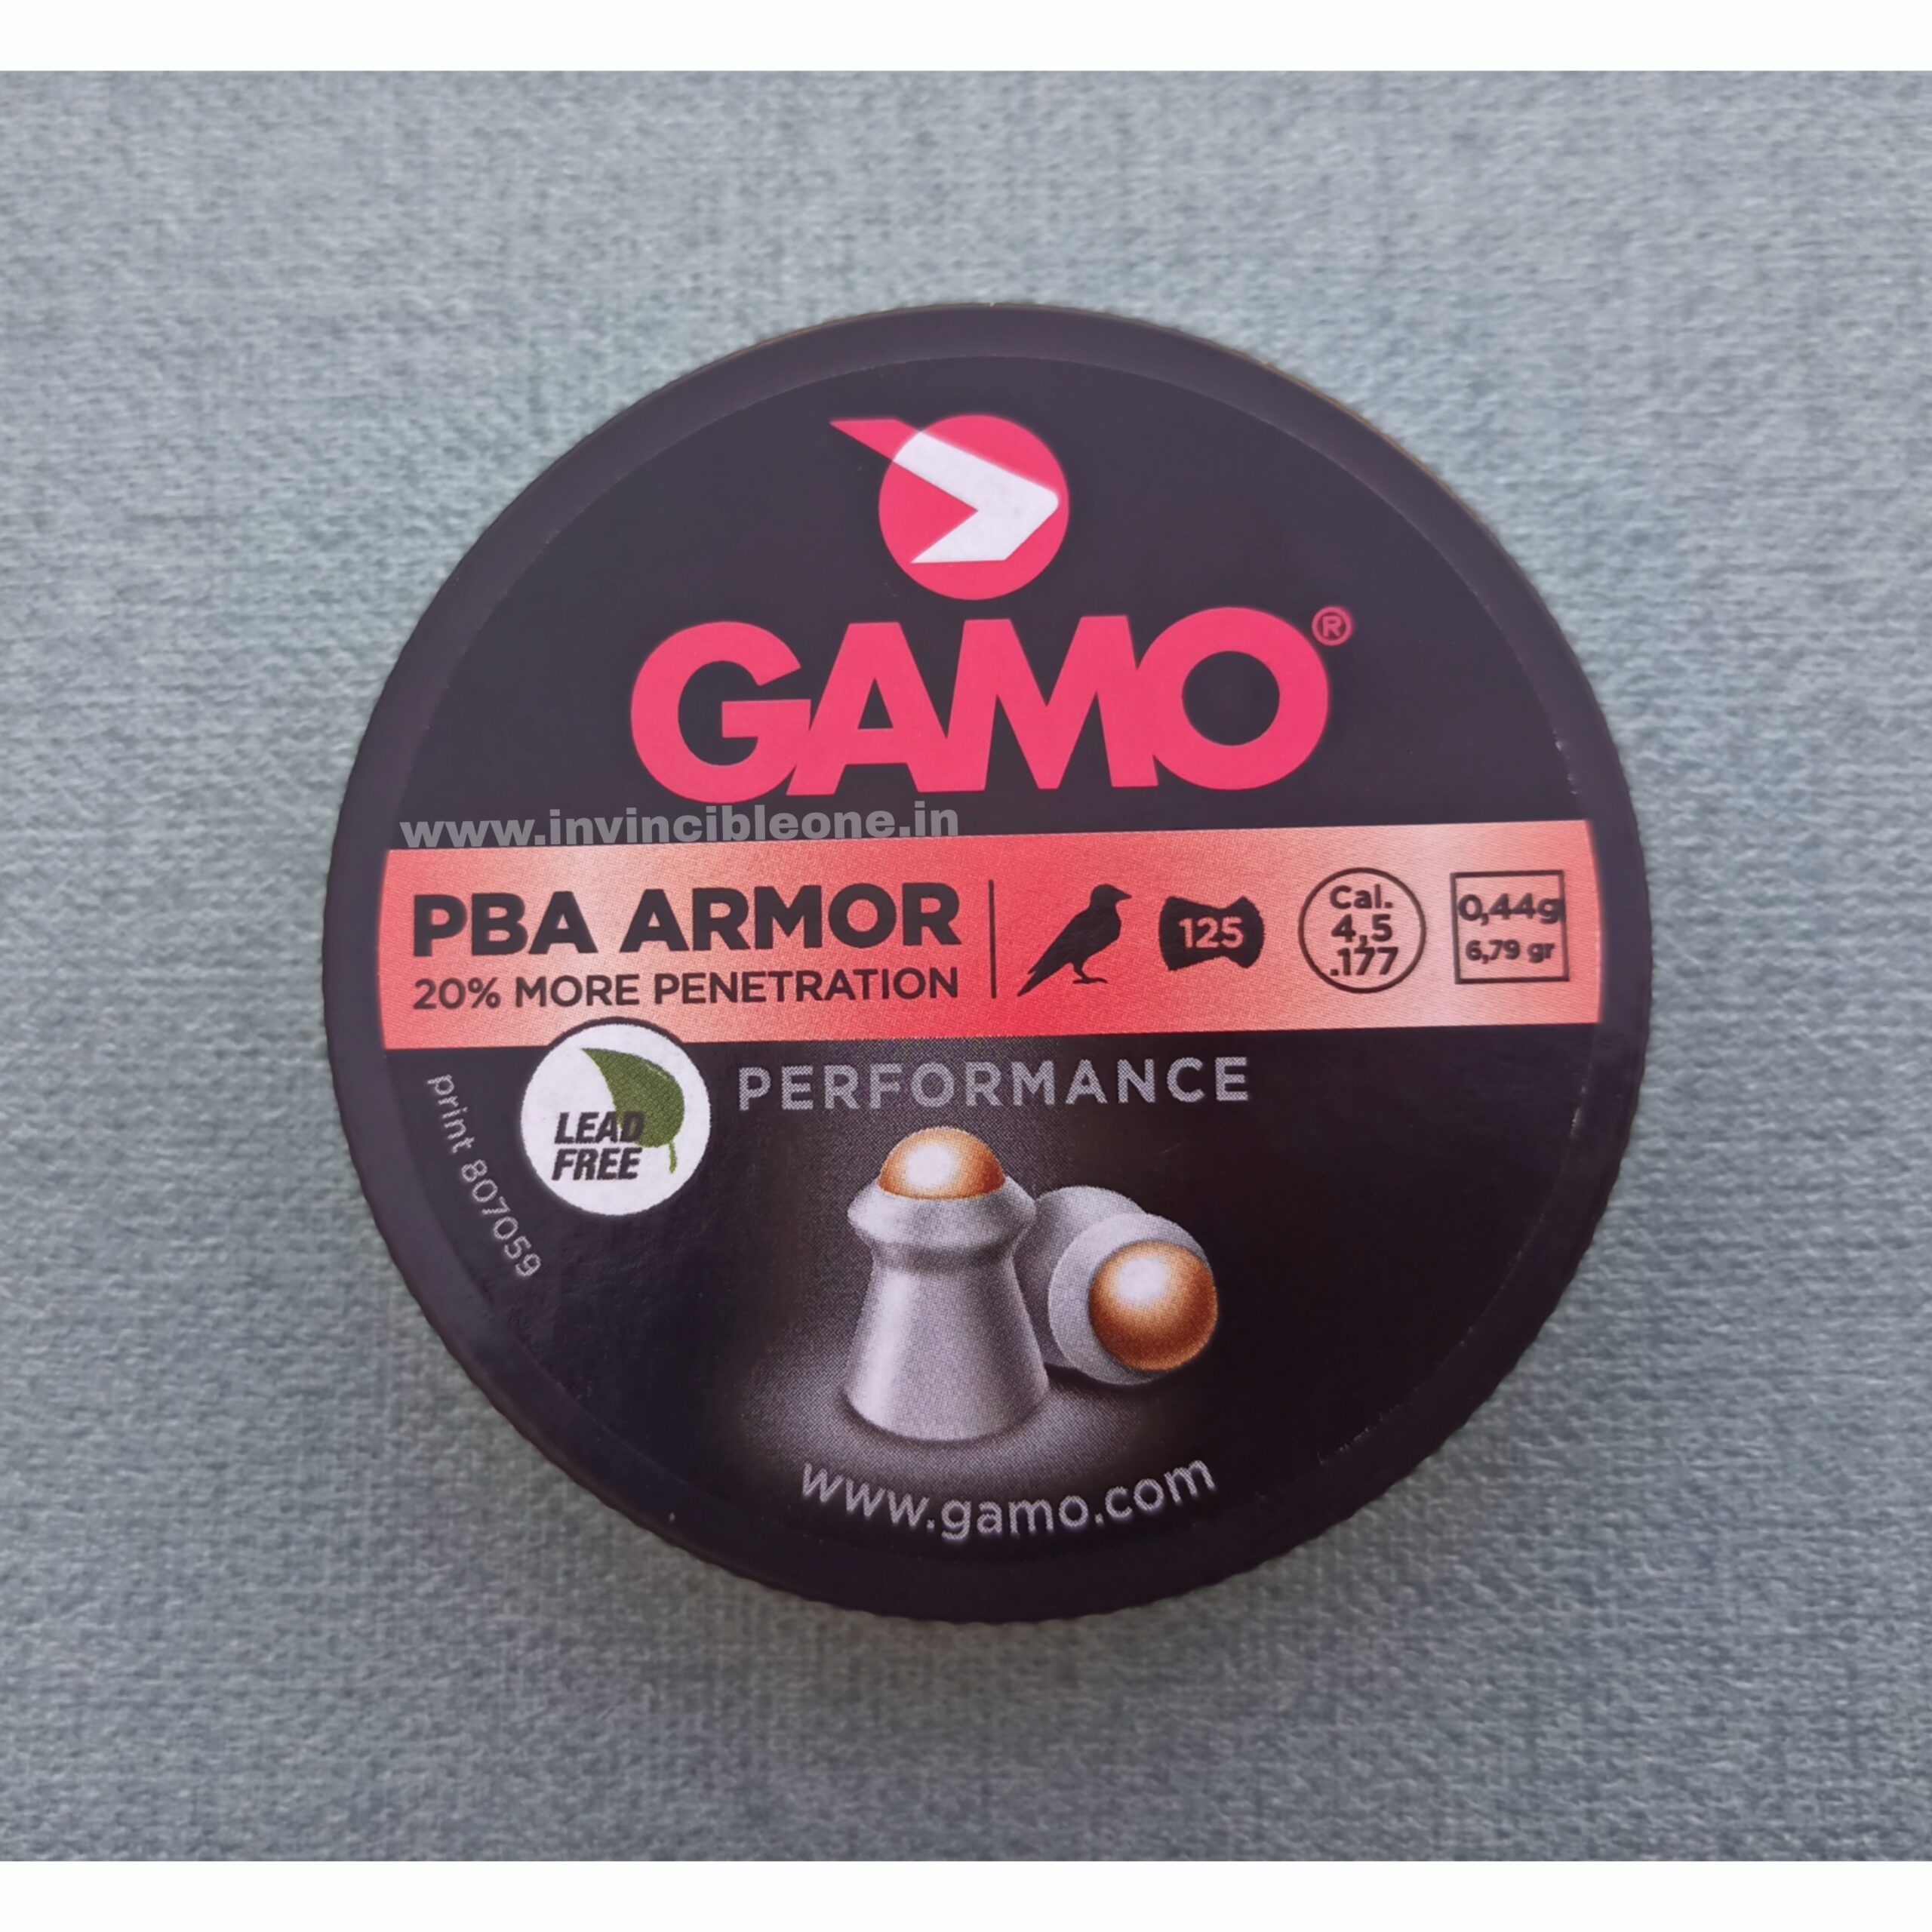 GAMO®
www.invincibleone.in
PBA ARMOR
20% MORE PENETRATION
125
Cal.
4,5
.177
0,44g
6,79 gr
LEAD
FREE
PERFORMANCE
print 807059
www.gamo.com